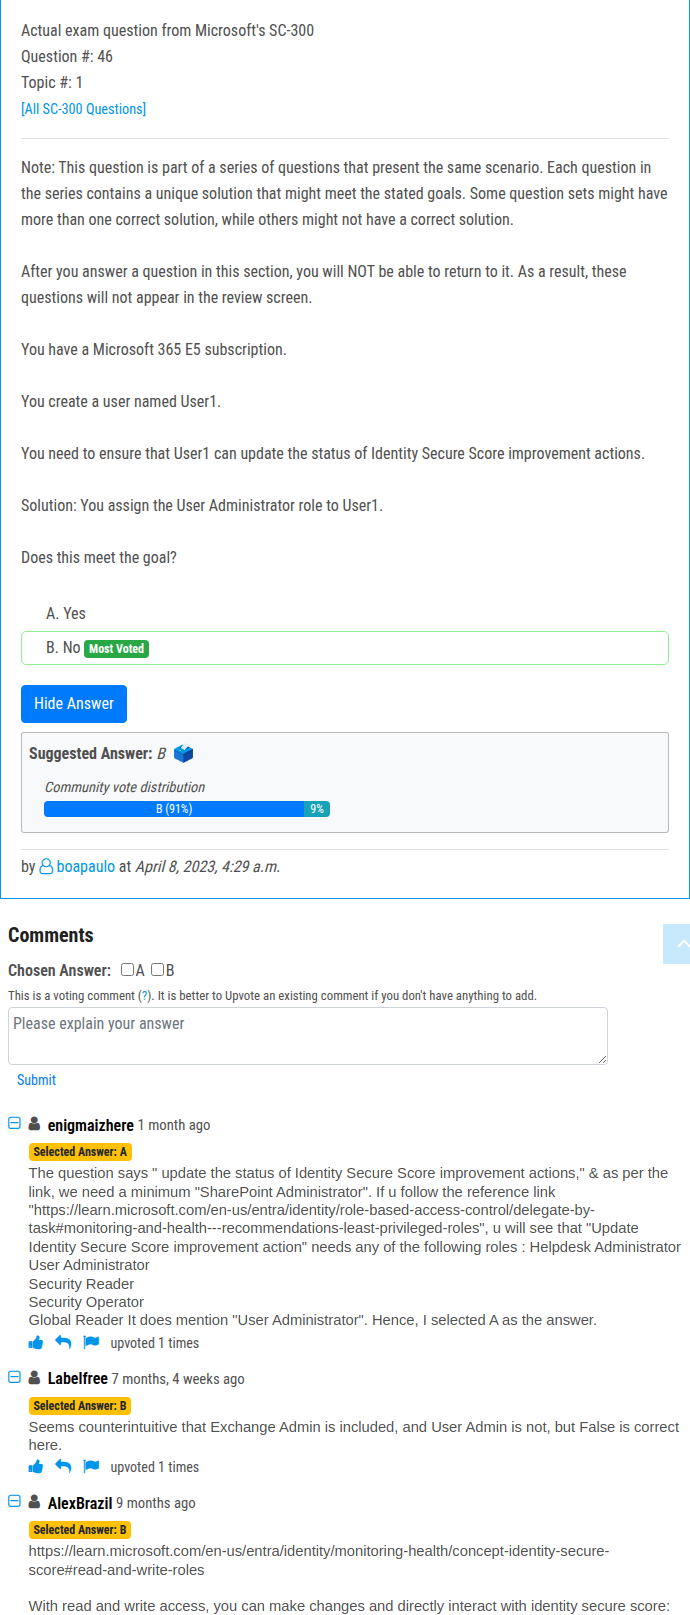 Actual exam question from Microsoft's SC-300
Question #: 46
Topic #: 1
[All SC-300 Questions]
Note: This question is part of a series of questions that present the same scenario. Each question in
the series contains a unique solution that might meet the stated goals. Some question sets might have
more than one correct solution, while others might not have a correct solution.
After you answer a question in this section, you will NOT be able to return to it. As a result, these
questions will not appear in the review screen.
You have a Microsoft 365 E5 subscription.
You create a user named User1.
You need to ensure that User1 can update the status of Identity Secure Score improvement actions.
Solution: You assign the User Administrator role to User1.
Does this meet the goal?
A. Yes
B. No Most Voted
Hide Answer
Suggested Answer: B
Community vote distribution
B (91%) 9%
by boapaulo at April 8, 2023, 4:29 a.m.
Comments
Chosen Answer: A B
This is a voting comment (?). It is better to Upvote an existing comment if you don't have anything to add.
Please explain your answer
Submit
enigmaizhere 1 month ago
Selected Answer: A
The question says " update the status of Identity Secure Score improvement actions," & as per the
link, we need a minimum "SharePoint Administrator". If u follow the reference link
"https://learn.microsoft.com/en-us/entra/identity/role-based-access-control/delegate-by-
task#monitoring-and-health---recommendations-least-privileged-roles", u will see that "Update
Identity Secure Score improvement action" needs any of the following roles : Helpdesk Administrator
User Administrator
Security Reader
Security Operator
Global Reader It does mention "User Administrator". Hence, I selected A as the answer.
upvoted 1 times
Labelfree 7 months, 4 weeks ago
Selected Answer: B
Seems counterintuitive that Exchange Admin is included, and User Admin is not, but False is correct
here.
upvoted 1 times
AlexBrazil 9 months ago
Selected Answer: B
https://learn.microsoft.com/en-us/entra/identity/monitoring-health/concept-identity-secure-
score#read-and-write-roles
With read and write access, you can make changes and directly interact with identity secure score: